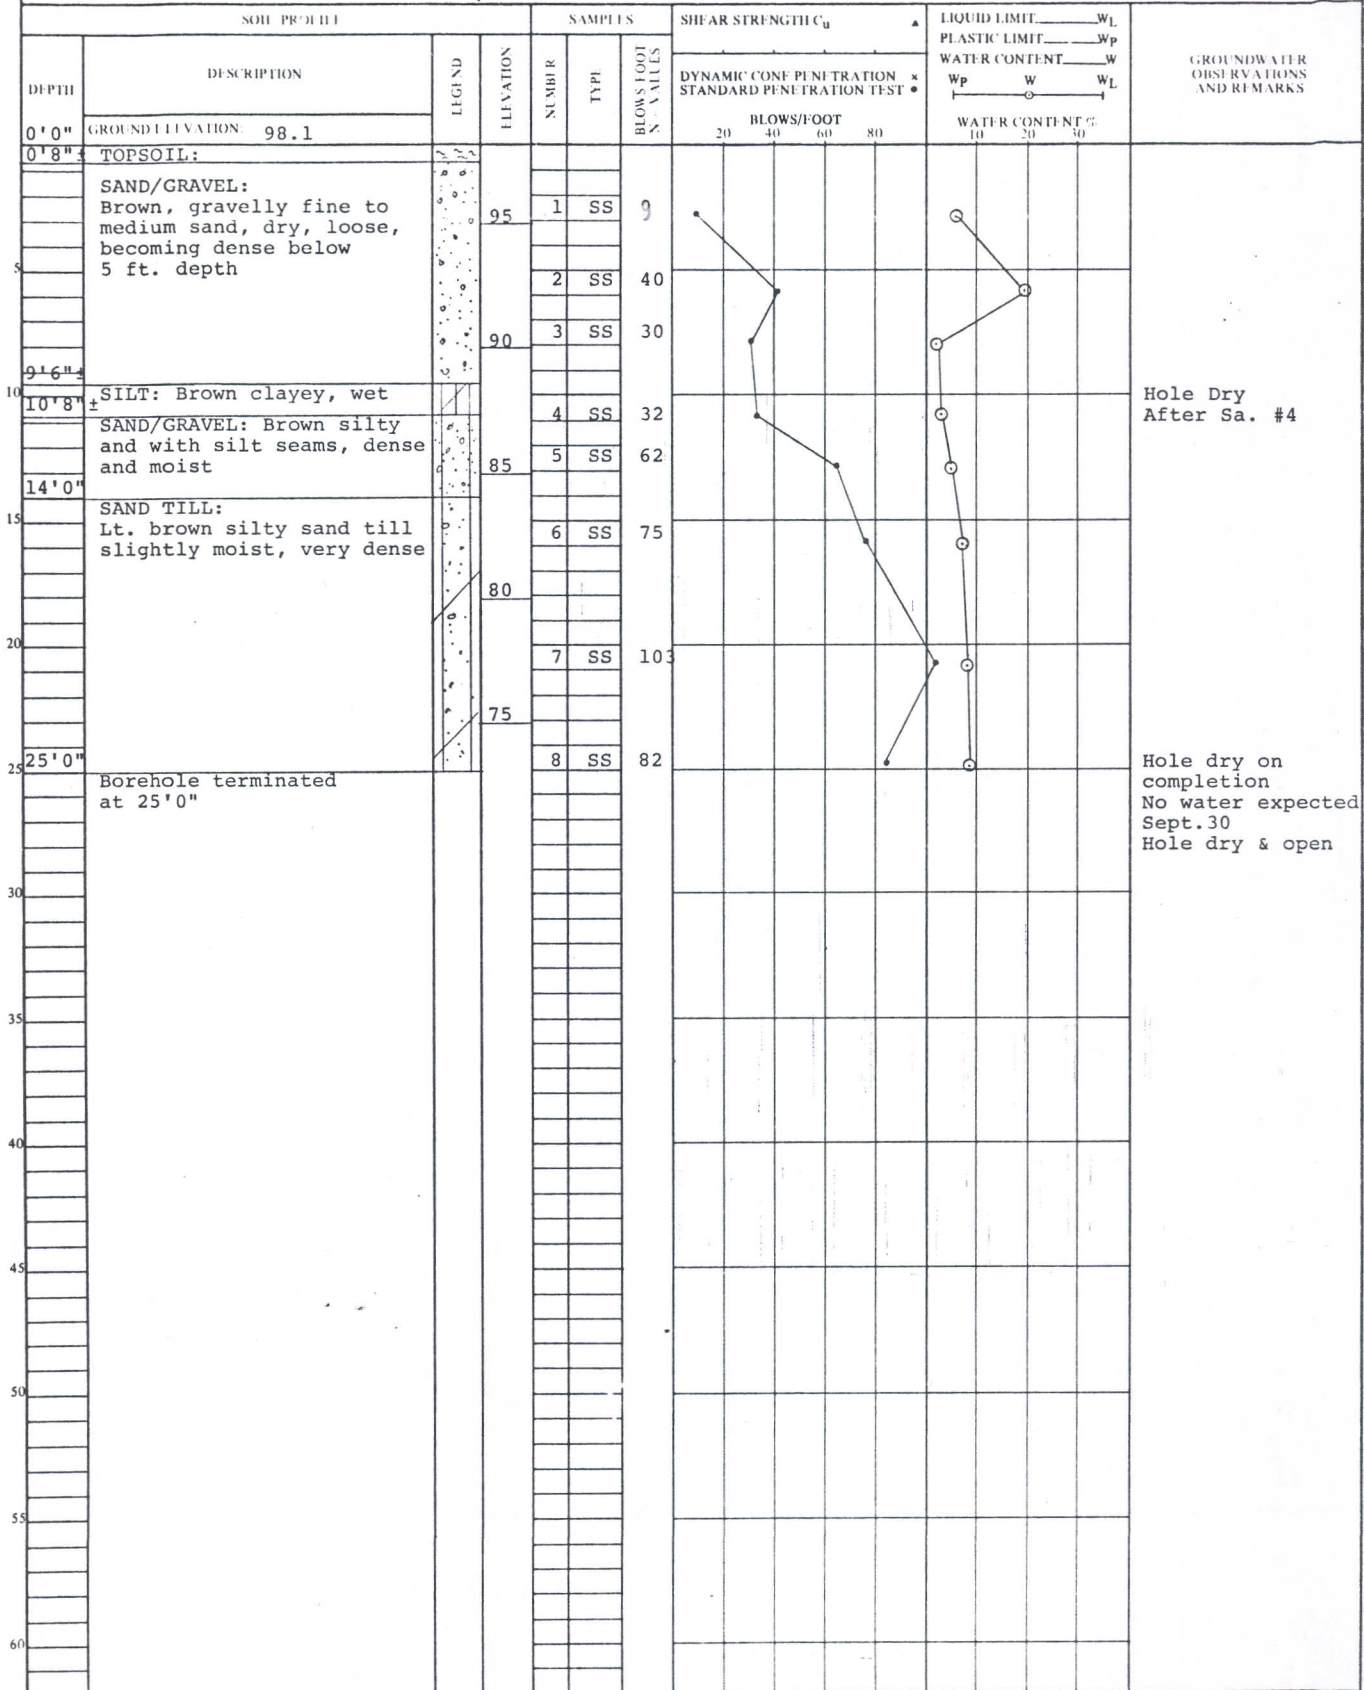 SOIL PROFILE
SAMPLES
SHEAR STRENGTH Cu ▲
LIQUID LIMIT WL
PLASTIC LIMIT WP
WATER CONTENT W
WP W WL
GROUNDWATER
OBSERVATIONS
AND REMARKS
DEPTH
DESCRIPTION
LEGEND
ELEVATION
NUMBER
TYPE
BLOWS FOOT
N - VALUES
DYNAMIC CONE PENETRATION ×
STANDARD PENETRATION TEST ●
BLOWS/FOOT
20 40 60 80
WATER CONTENT %
10 20 30
0'0" GROUND ELEVATION: 98.1
0'8"± TOPSOIL:
SAND/GRAVEL:
Brown, gravelly fine to
medium sand, dry, loose,
becoming dense below
5 ft. depth
95 1 SS 9
5
2 SS 40
90 3 SS 30
9'6"±
10 SILT: Brown clayey, wet
10'8"±
4 SS 32
Hole Dry
After Sa. #4
SAND/GRAVEL: Brown silty
and with silt seams, dense
and moist
85 5 SS 62
14'0"
SAND TILL:
15 Lt. brown silty sand till
slightly moist, very dense
6 SS 75
80
20
7 SS 103
75
25'0" 8 SS 82
25
Hole dry on
completion
No water expected
Sept.30
Hole dry & open
Borehole terminated
at 25'0"
30
35
40
45
50
55
60